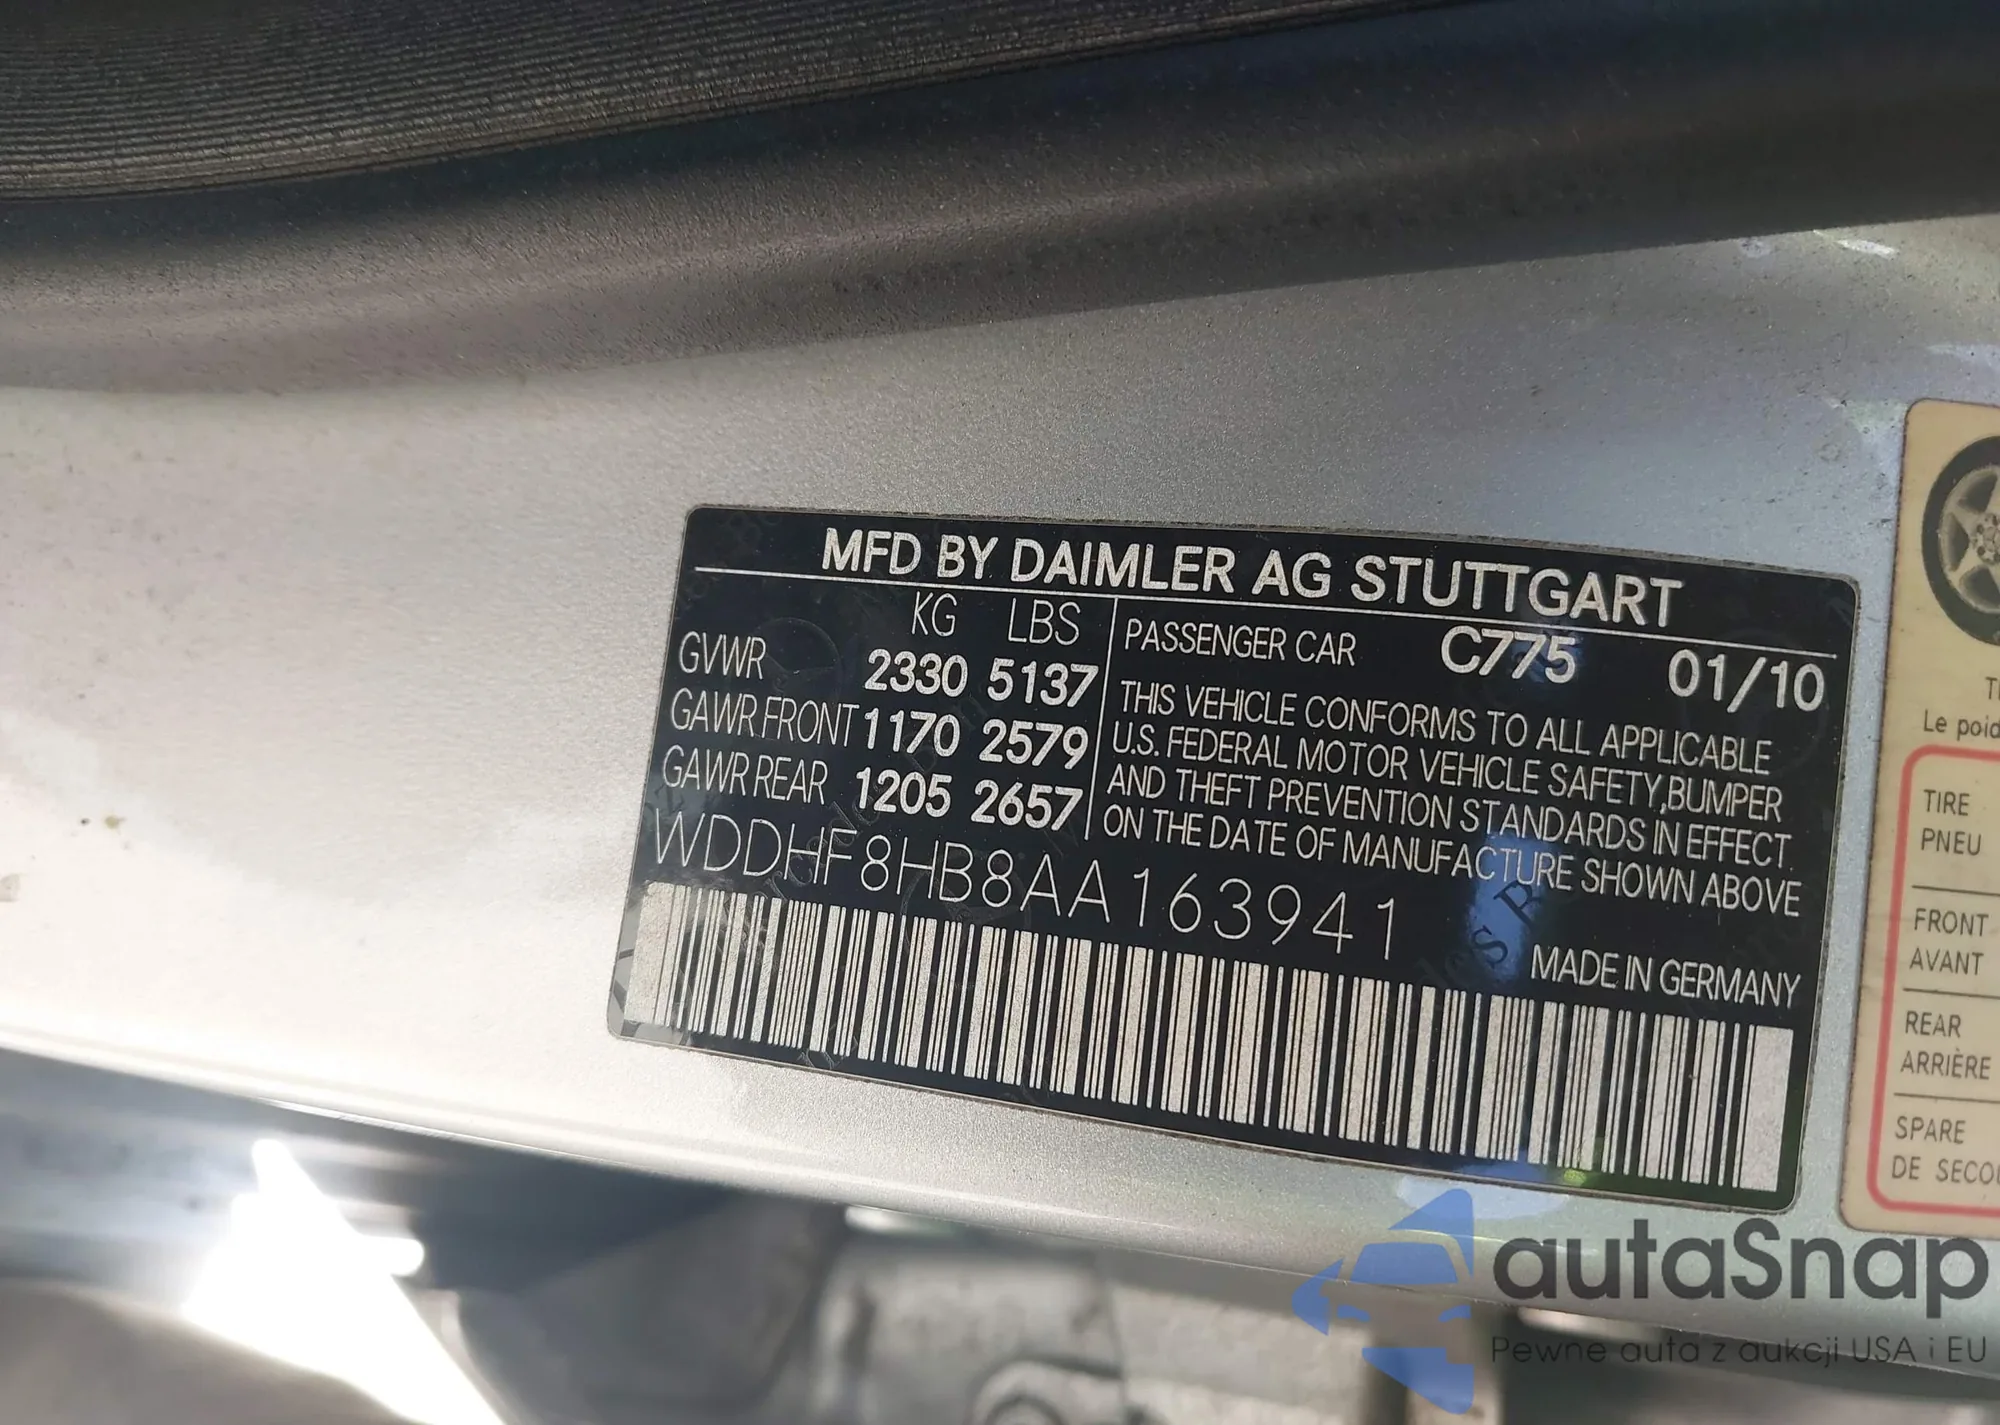 MFD BY DAIMLER AG STUTTGART
KG LBS
GVWR 2330 5137
GAWR FRONT 1170 2579
GAWR REAR 1205 2657
PASSENGER CAR C775 01/10
THIS VEHICLE CONFORMS TO ALL APPLICABLE
U.S. FEDERAL MOTOR VEHICLE SAFETY,BUMPER
AND THEFT PREVENTION STANDARDS IN EFFECT
ON THE DATE OF MANUFACTURE SHOWN ABOVE
WDDHF8HB8AA163941
MADE IN GERMANY
Le
TIRE
PNEU
FRONT
AVANT
REAR
ARRIÈRE
SPARE
DE
autaSnap
Pewne auta z aukcji USA i EU